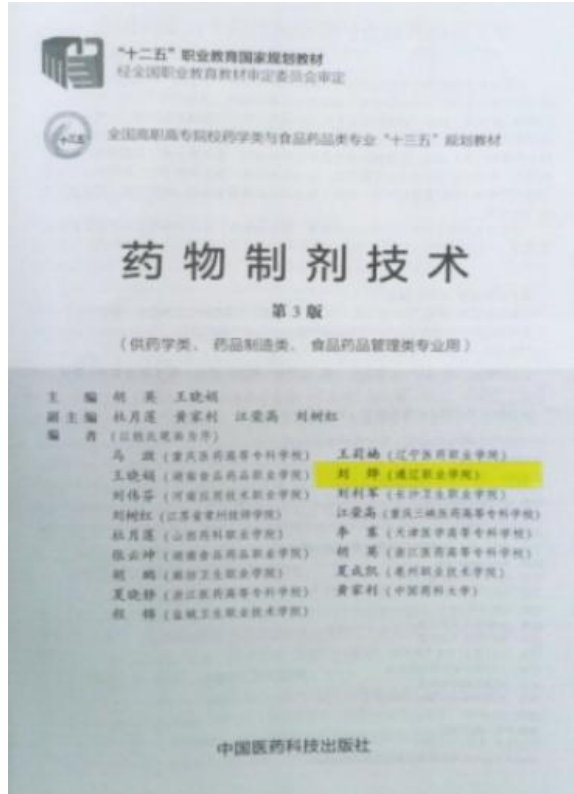 “十二五”职业教育国家规划教材
经全国职业教育教材审定委员会审定
十三五
全国高职高专院校药学类与食品药品类专业“十三五”规划教材
药物制剂技术
第3版
(供药学类、药品制造类、食品药品管理类专业用)
主 编 胡 英 王晓娟
副主编 杜月莲 黄家利 江荣高 刘树红
编 者 (以姓氏笔画为序)
马 (重庆医药高等专科学校) 王莉楠 (辽宁医药职业学院)
王晓娟 (湖南食品药品职业学院) 刘 (通辽职业学院)
刘伟芬 (河南应用技术职业学院) 刘利军 (长沙卫生职业学院)
刘树红 (江苏省常州技师学院) 江荣高 (重庆三峡医药高等专科学校)
杜月莲 (山西药科职业学院) 李 (天津医学高等专科学校)
张云坤 (湖南食品药品职业学院) 胡 英 (浙江医药高等专科学校)
胡 鹏 (廊坊卫生职业学院) 夏成凯 (亳州职业技术学院)
夏晓静 (浙江医药高等专科学校) 黄家利 (中国药科大学)
程 (盐城卫生职业技术学院)
中国医药科技出版社